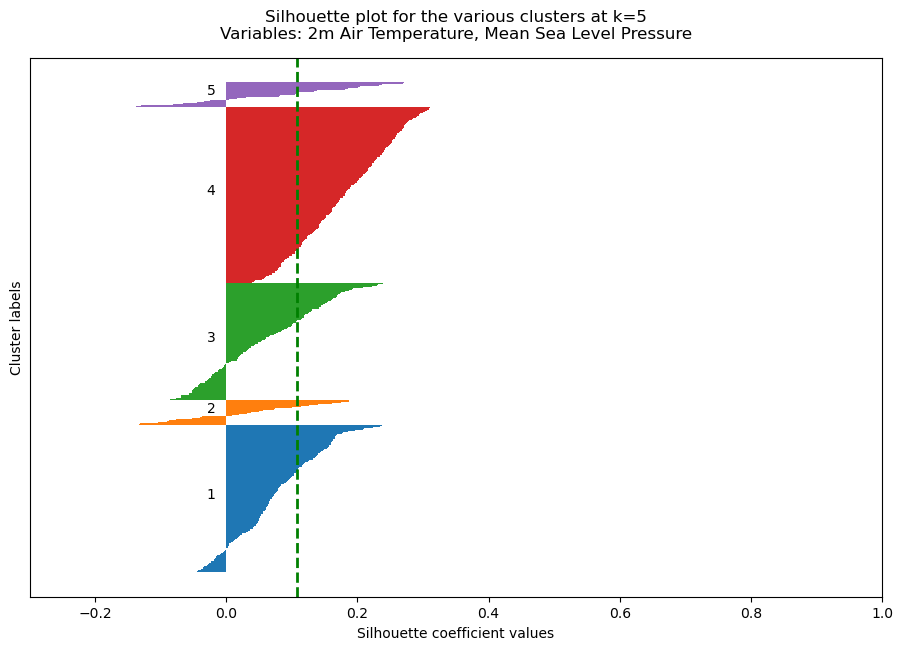 Silhouette plot for the various clusters at k=5
Variables: 2m Air Temperature, Mean Sea Level Pressure
5
4
3
2
1
Cluster labels
−0.2 0.0 0.2 0.4 0.6 0.8 1.0
Silhouette coefficient values